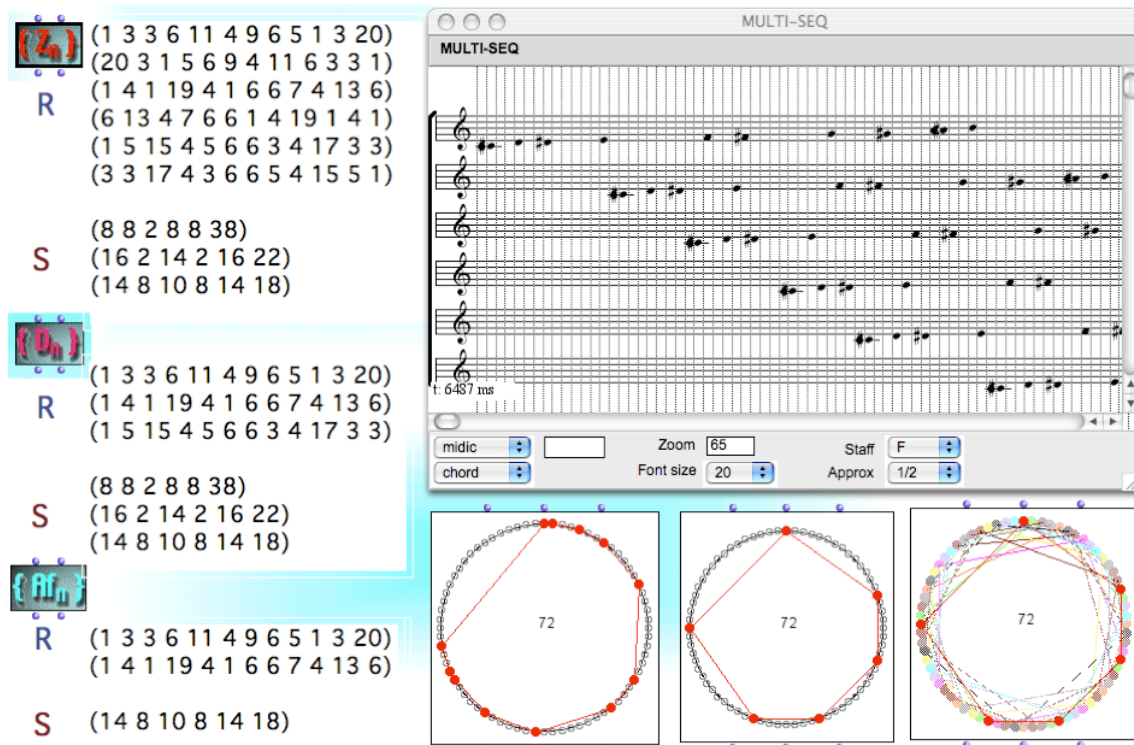 { Zn }
(1 3 3 6 11 4 9 6 5 1 3 20)
(20 3 1 5 6 9 4 11 6 3 3 1)
(1 4 1 19 4 1 6 6 7 4 13 6)
R
(6 13 4 7 6 6 1 4 19 1 4 1)
(1 5 15 4 5 6 6 3 4 17 3 3)
(3 3 17 4 3 6 6 5 4 15 5 1)
(8 8 2 8 8 38)
S
(16 2 14 2 16 22)
(14 8 10 8 14 18)
{ Dn }
(1 3 3 6 11 4 9 6 5 1 3 20)
R
(1 4 1 19 4 1 6 6 7 4 13 6)
(1 5 15 4 5 6 6 3 4 17 3 3)
(8 8 2 8 8 38)
S
(16 2 14 2 16 22)
(14 8 10 8 14 18)
{ Afn }
R
(1 3 3 6 11 4 9 6 5 1 3 20)
(1 4 1 19 4 1 6 6 7 4 13 6)
S
(14 8 10 8 14 18)
MULTI-SEQ
MULTI-SEQ
t: 6487 ms
midic
Zoom 65
Staff F
chord
Font size 20
Approx 1/2
72
72
72